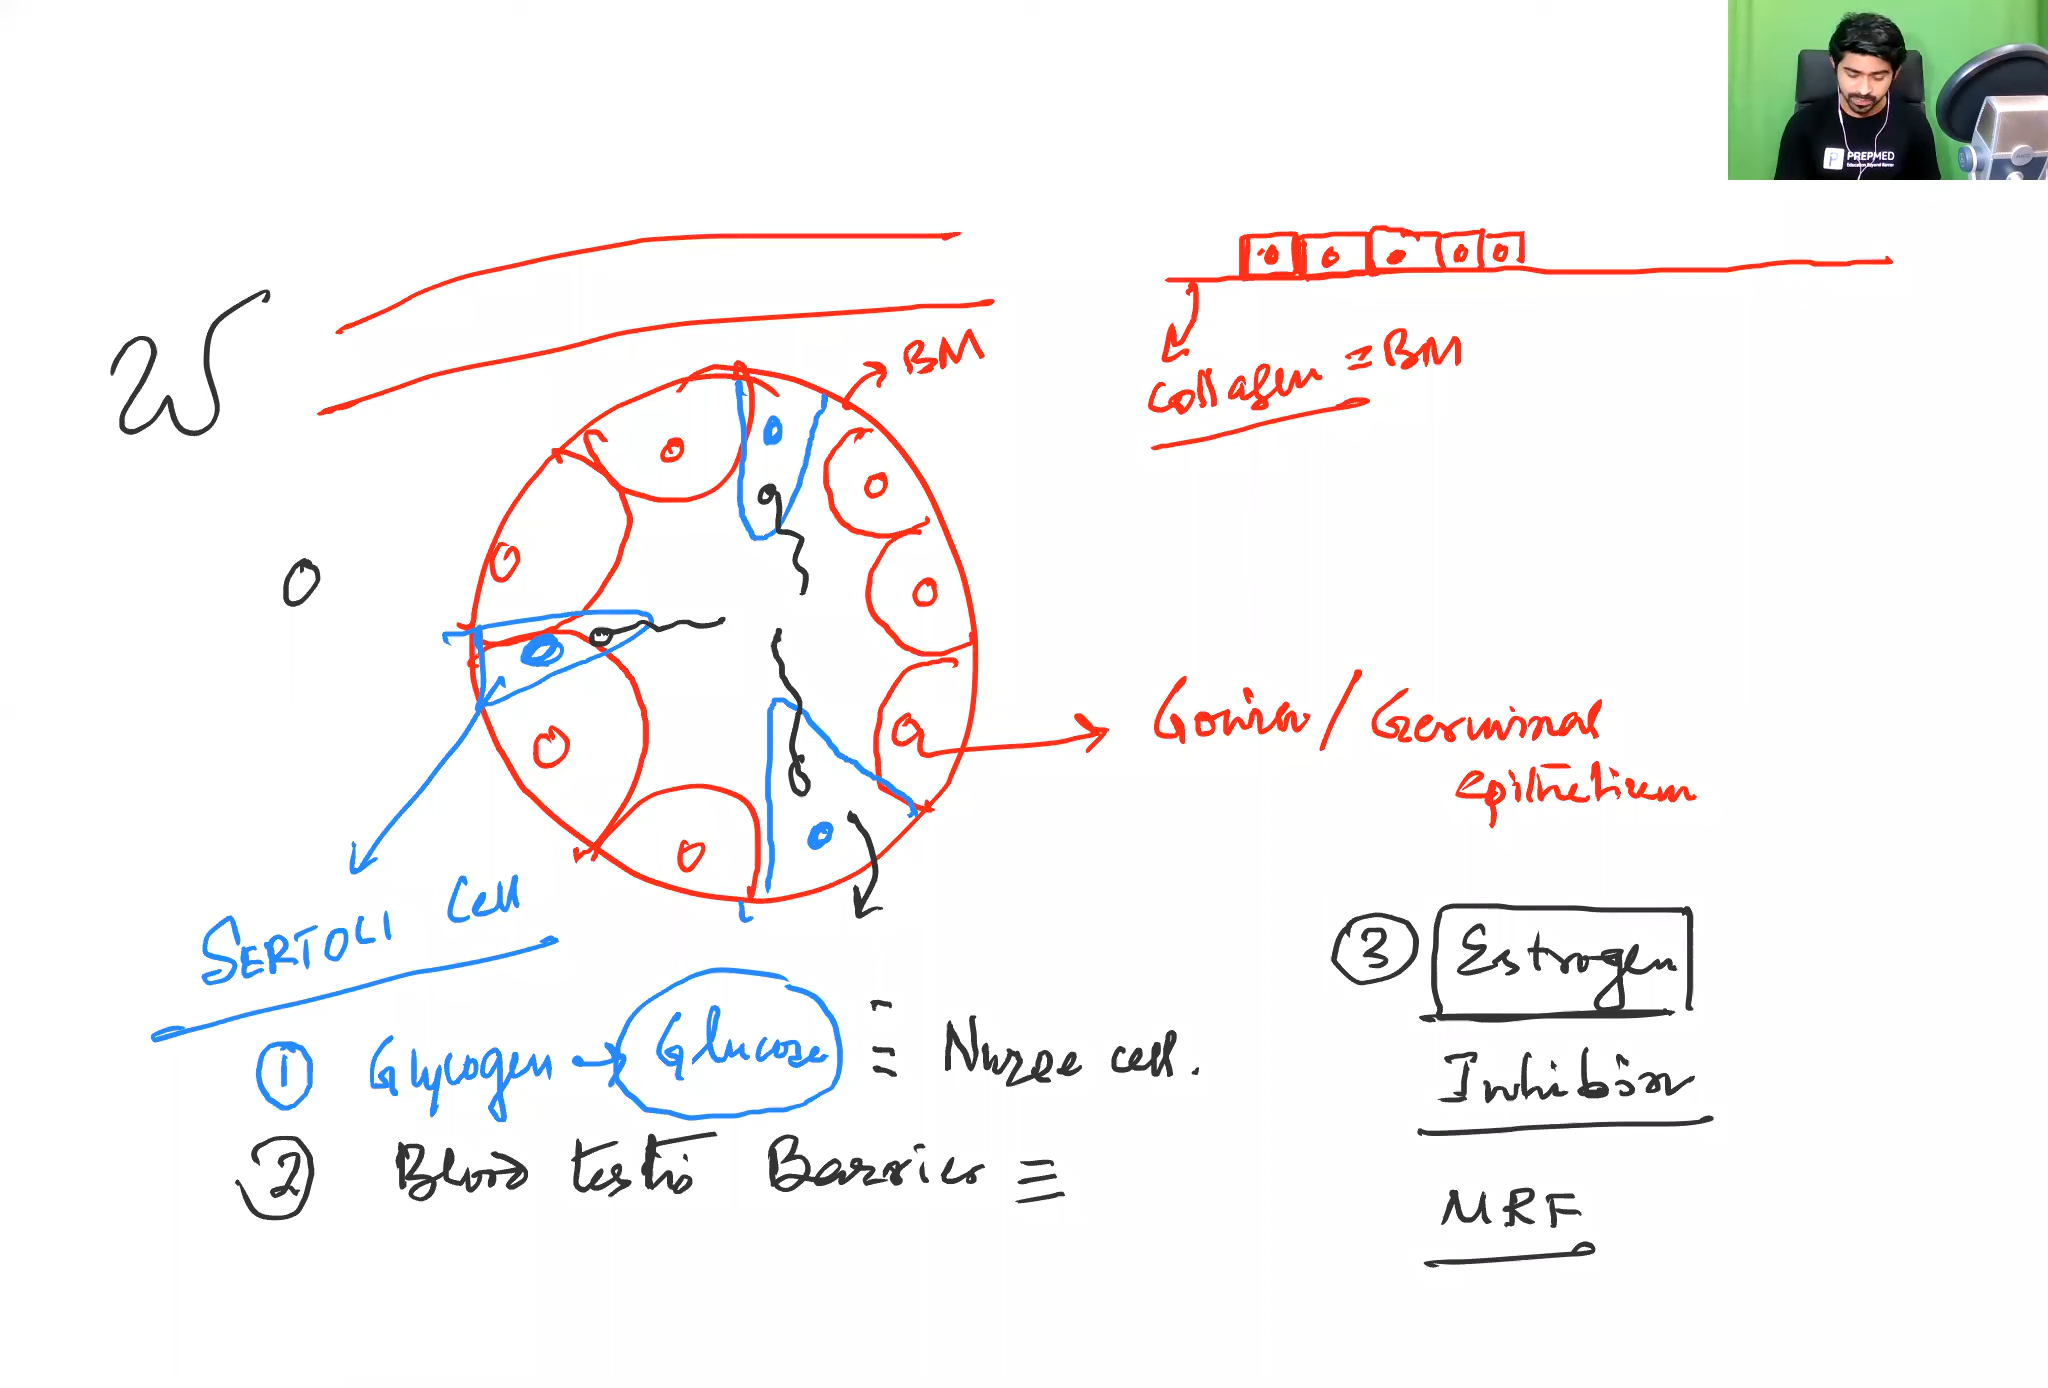 PREPMED
BM
Collagen = BM
/ Germinal
epithelium
SERTOLI Cell
① Glycogen → Glucose = Nurse cell.
② Blood testis Barrier =
③ Estrogen
Inhibin
MRF